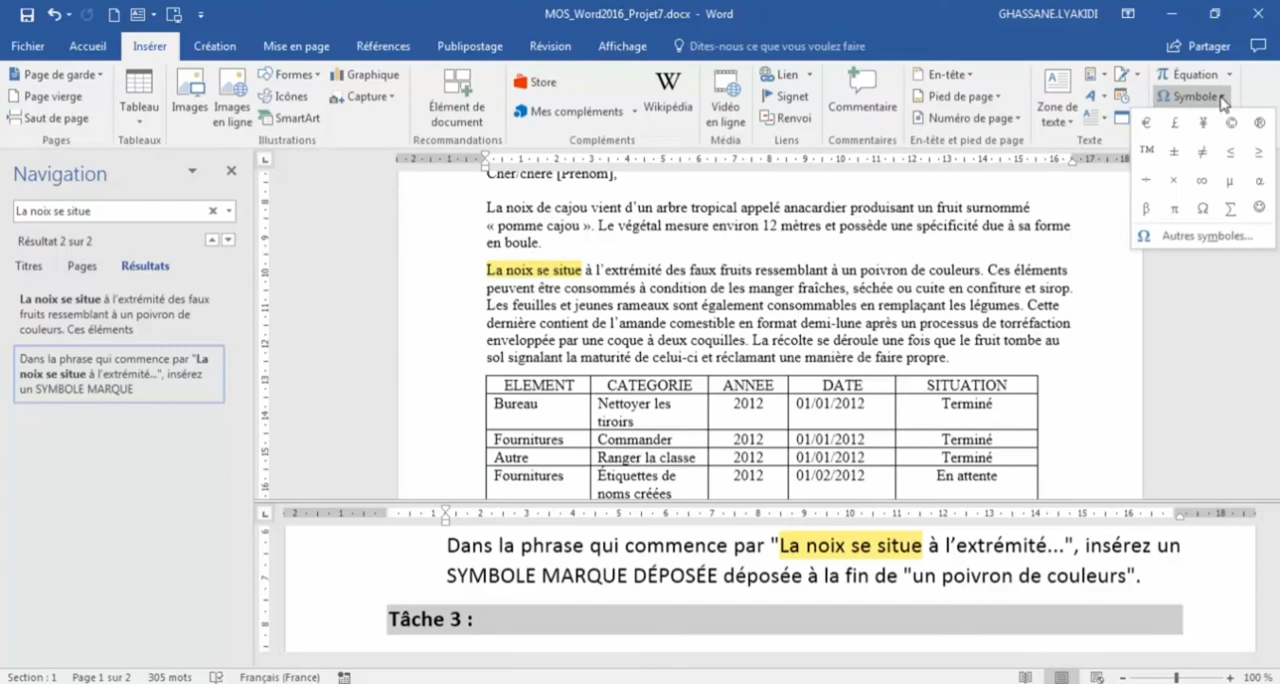 MOS_Word2016_Projet7.docx - Word
GHASSANE.LYAKIDI
Fichier Accueil Insérer Création Mise en page Références Publipostage Révision Affichage Dites-nous ce que vous voulez faire Partager
Page de garde
Page vierge
Saut de page
Pages
Tableau
Tableaux
Images
Images
en ligne
Formes
Icônes
SmartArt
Graphique
Capture
Illustrations
Élément de
document
Recommandations
Store
Mes compléments
Wikipédia
Compléments
Vidéo
en ligne
Média
Lien
Signet
Renvoi
Liens
Commentaire
Commentaires
En-tête
Pied de page
Numéro de page
En-tête et pied de page
Zone de
texte
Texte
Équation
Symbole
€ £ ¥ © ®
™ ± ≠ ≤ ≥
÷ × ∞ µ α
β π Ω ∑ ☺
Autres symboles...
Navigation
La noix se situe
Résultat 2 sur 2
Titres Pages Résultats
La noix se situe à l'extrémité des faux
fruits ressemblant à un poivron de
couleurs. Ces éléments
Dans la phrase qui commence par "La
noix se situe à l'extrémité...", insérez
un SYMBOLE MARQUE
Cher/chère [Prénom],
La noix de cajou vient d'un arbre tropical appelé anacardier produisant un fruit surnommé
« pomme cajou ». Le végétal mesure environ 12 mètres et possède une spécificité due à sa forme
en boule.
La noix se situe à l'extrémité des faux fruits ressemblant à un poivron de couleurs. Ces éléments
peuvent être consommés à condition de les manger fraîches, séchée ou cuite en confiture et sirop.
Les feuilles et jeunes rameaux sont également consommables en remplaçant les légumes. Cette
dernière contient de l'amande comestible en format demi-lune après un processus de torréfaction
enveloppée par une coque à deux coquilles. La récolte se déroule une fois que le fruit tombe au
sol signalant la maturité de celui-ci et réclamant une manière de faire propre.
ELEMENT CATEGORIE ANNEE DATE SITUATION
Bureau Nettoyer les tiroirs 2012 01/01/2012 Terminé
Fournitures Commander 2012 01/01/2012 Terminé
Autre Ranger la classe 2012 01/01/2012 Terminé
Fournitures Étiquettes de noms créées 2012 01/02/2012 En attente
Dans la phrase qui commence par "La noix se situe à l'extrémité...", insérez un
SYMBOLE MARQUE DÉPOSÉE déposée à la fin de "un poivron de couleurs".
Tâche 3 :
Section : 1 Page 1 sur 2 305 mots Français (France) 100 %